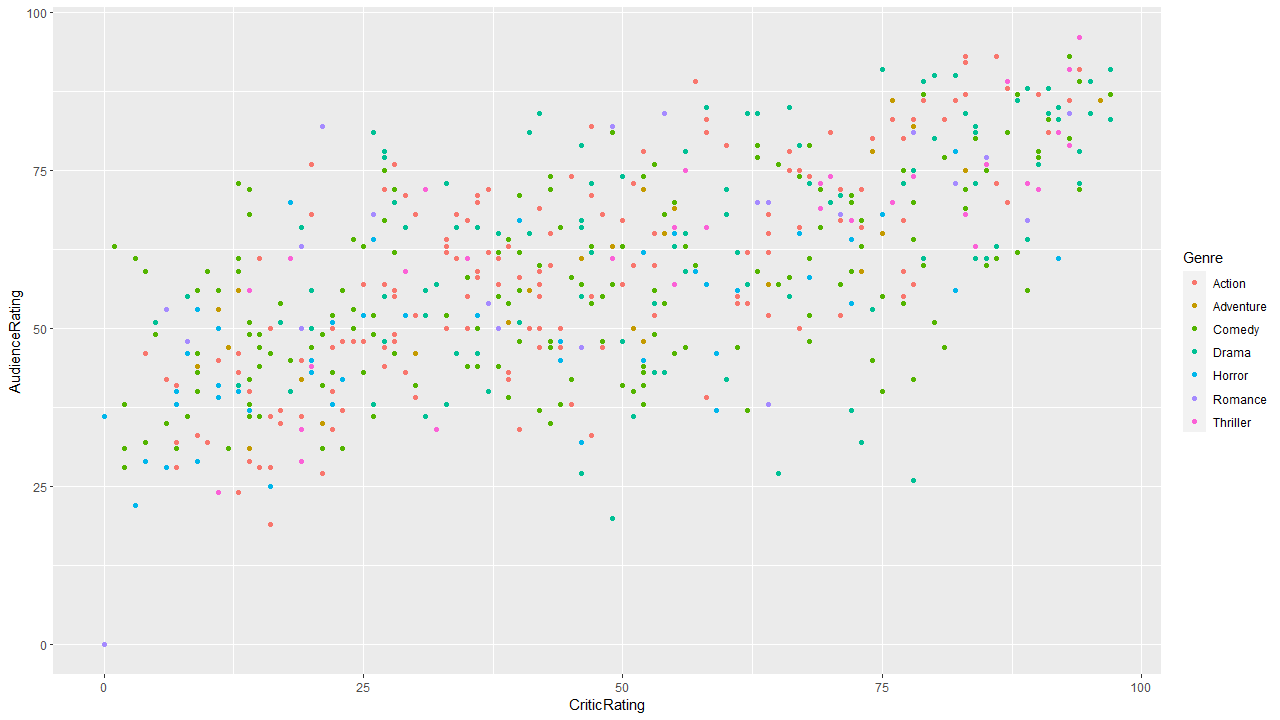 100
75
50
25
0
AudienceRating
0
25
50
75
100
CriticRating
Genre
Action
Adventure
Comedy
Drama
Horror
Romance
Thriller